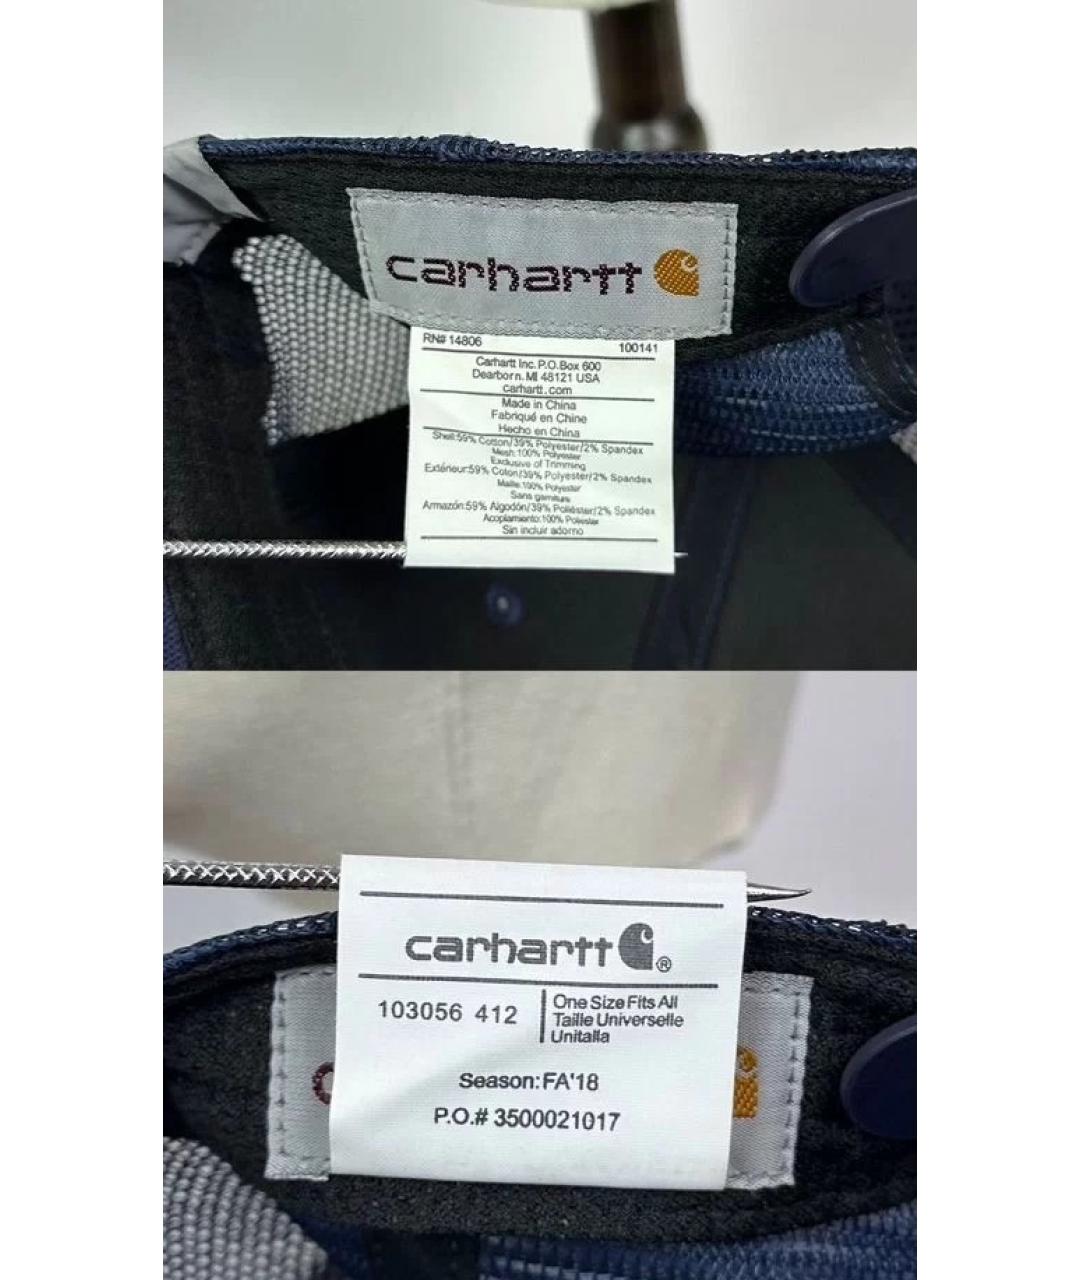 carhartt
RN# 14806 100141
Carhartt Inc. P.O.Box 600
Dearborn, MI 48121 USA
carhartt.com
Made in China
Fabriqué en Chine
Hecho en China
Shell:59% Cotton/39% Polyester/2% Spandex
Mesh:100% Polyester
Exclusive of Trimming
Extérieur:59% Coton/39% Polyester/2% Spandex
Maille:100% Polyester
Sans garniture
Armazón:59% Algodón/39% Poliéster/2% Spandex
Acoplamiento:100% Poliester
Sin incluir adorno
carhartt®
103056 412
One Size Fits All
Taille Universelle
Unitalla
Season:FA'18
P.O.# 3500021017